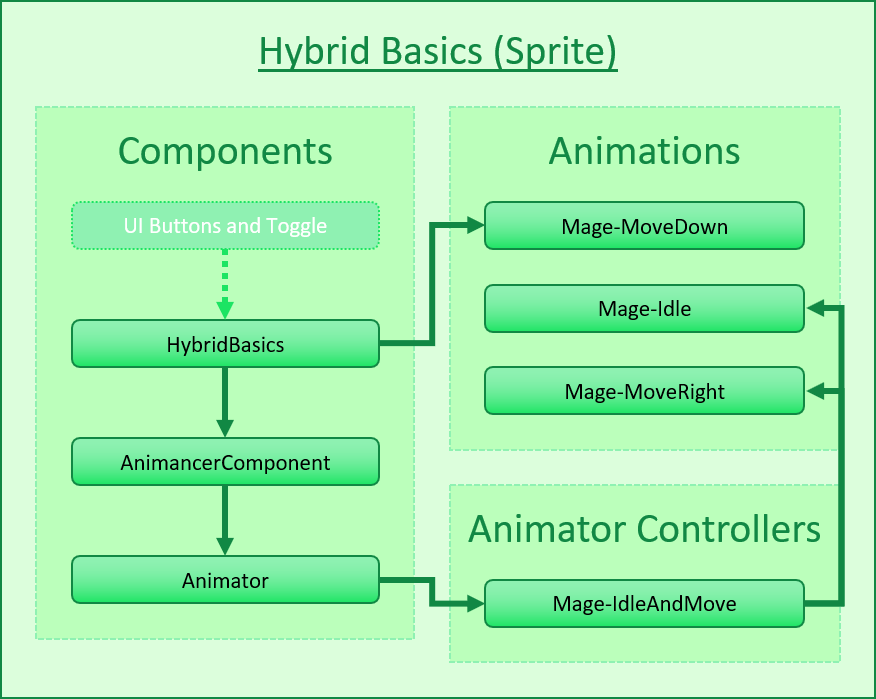 Hybrid Basics (Sprite)
Components
UI Buttons and Toggle
HybridBasics
AnimancerComponent
Animator
Animations
Mage-MoveDown
Mage-Idle
Mage-MoveRight
Animator Controllers
Mage-IdleAndMove